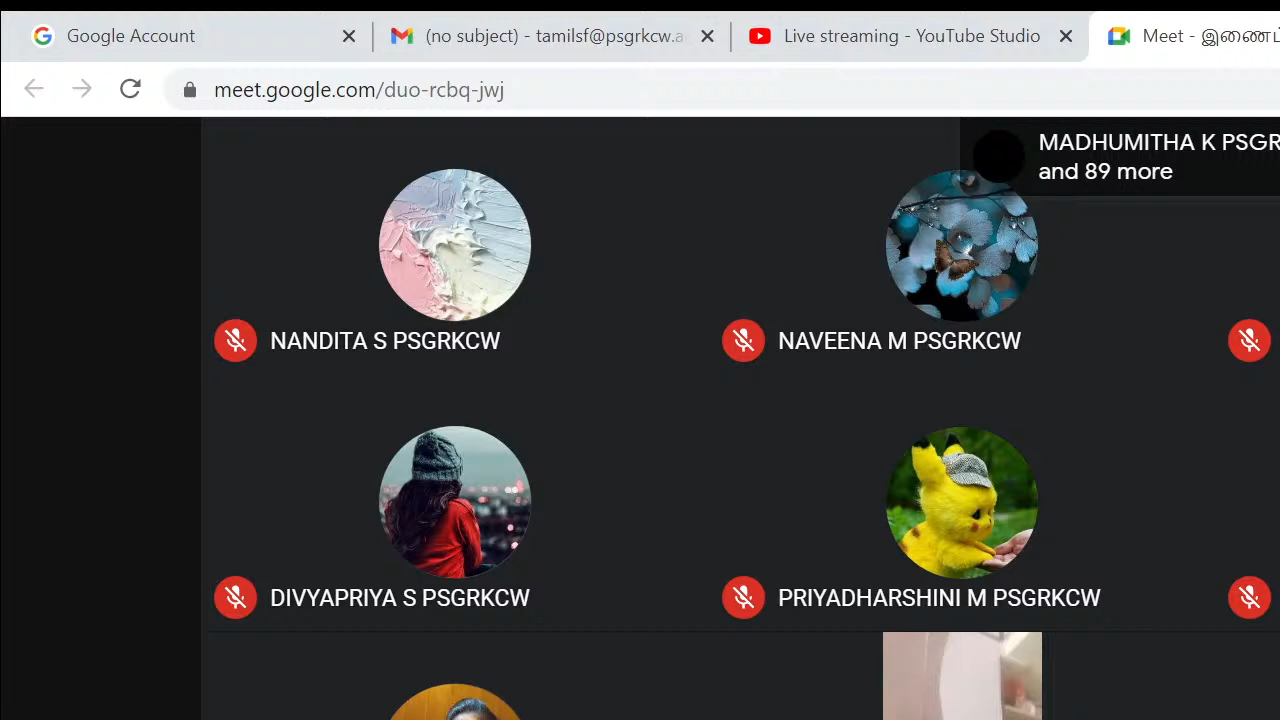 Google Account
(no subject) - tamilsf@psgrkcw.a
Live streaming - YouTube Studio
Meet - இணைப்
meet.google.com/duo-rcbq-jwj
MADHUMITHA K PSGR
and 89 more
NANDITA S PSGRKCW
NAVEENA M PSGRKCW
DIVYAPRIYA S PSGRKCW
PRIYADHARSHINI M PSGRKCW